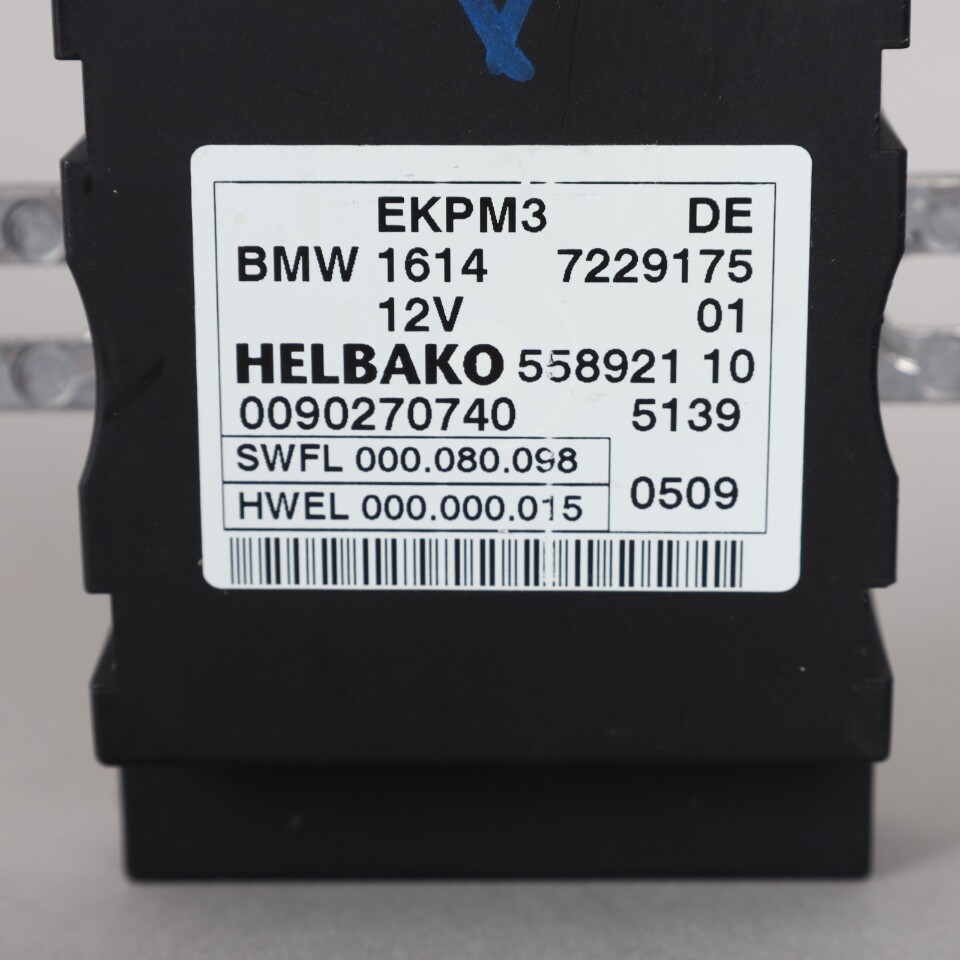 EKPM3 DE
BMW 1614 7229175
12V 01
HELBAKO 558921 10
0090270740 5139
SWFL 000.080.098
HWEL 000.000.015 0509